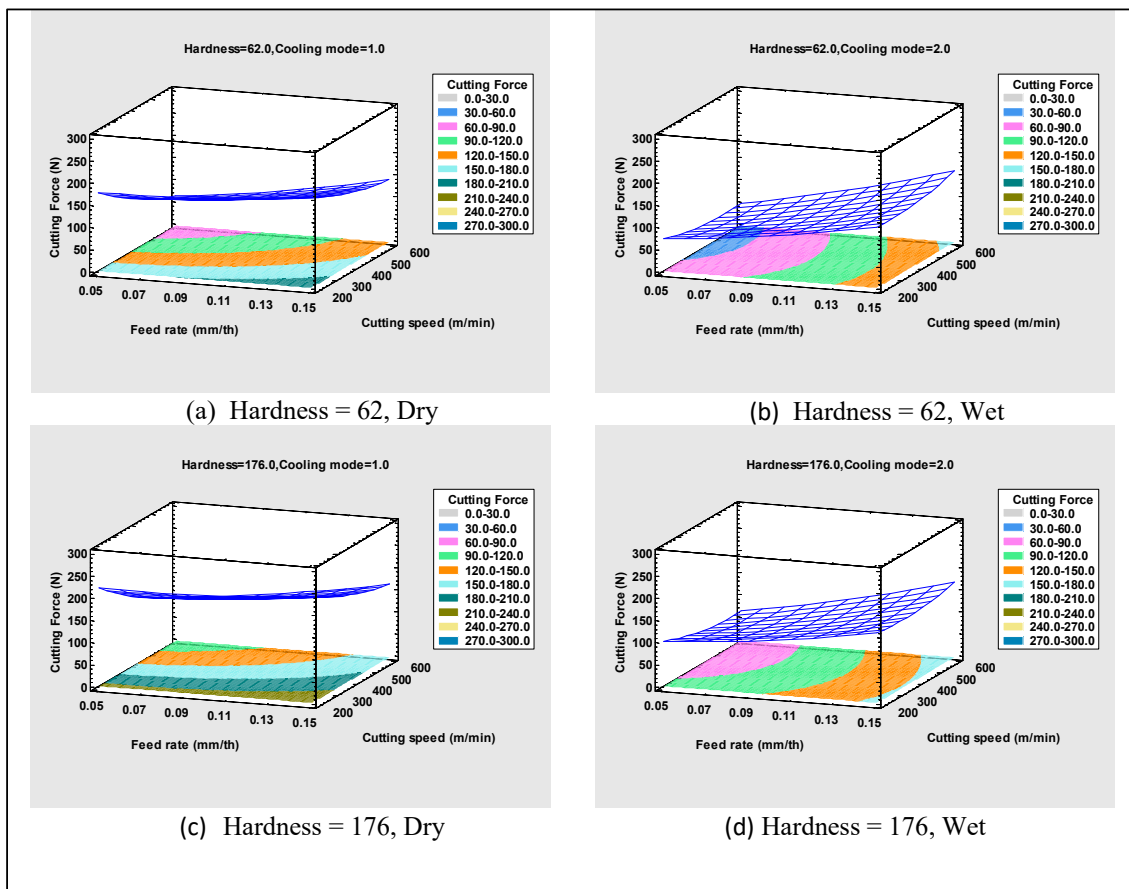 Hardness=62.0,Cooling mode=1.0
Cutting Force
0.0-30.0
30.0-60.0
60.0-90.0
90.0-120.0
120.0-150.0
150.0-180.0
180.0-210.0
210.0-240.0
240.0-270.0
270.0-300.0
Cutting Force (N)
300
250
200
150
100
50
0
0.05 0.07 0.09 0.11 0.13 0.15
Feed rate (mm/th)
200 300 400 500 600
Cutting speed (m/min)
(a) Hardness = 62, Dry
Hardness=62.0,Cooling mode=2.0
Cutting Force
0.0-30.0
30.0-60.0
60.0-90.0
90.0-120.0
120.0-150.0
150.0-180.0
180.0-210.0
210.0-240.0
240.0-270.0
270.0-300.0
Cutting Force (N)
300
250
200
150
100
50
0
0.05 0.07 0.09 0.11 0.13 0.15
Feed rate (mm/th)
200 300 400 500 600
Cutting speed (m/min)
(b) Hardness = 62, Wet
Hardness=176.0,Cooling mode=1.0
Cutting Force
0.0-30.0
30.0-60.0
60.0-90.0
90.0-120.0
120.0-150.0
150.0-180.0
180.0-210.0
210.0-240.0
240.0-270.0
270.0-300.0
Cutting Force (N)
300
250
200
150
100
50
0
0.05 0.07 0.09 0.11 0.13 0.15
Feed rate (mm/th)
200 300 400 500 600
Cutting speed (m/min)
(c) Hardness = 176, Dry
Hardness=176.0,Cooling mode=2.0
Cutting Force
0.0-30.0
30.0-60.0
60.0-90.0
90.0-120.0
120.0-150.0
150.0-180.0
180.0-210.0
210.0-240.0
240.0-270.0
270.0-300.0
Cutting Force (N)
300
250
200
150
100
50
0
0.05 0.07 0.09 0.11 0.13 0.15
Feed rate (mm/th)
200 300 400 500 600
Cutting speed (m/min)
(d) Hardness = 176, Wet